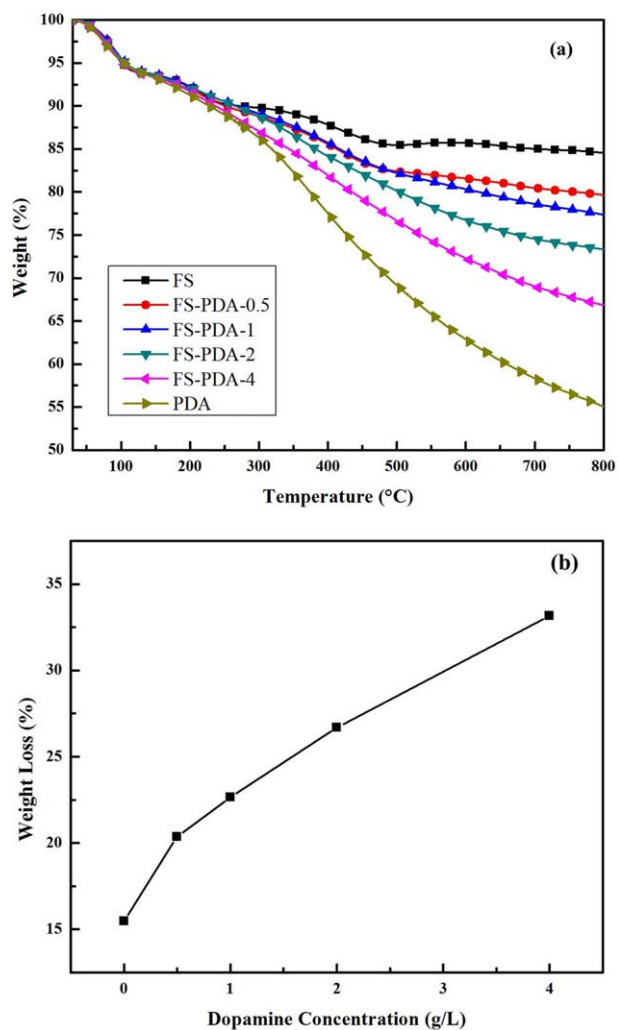 (a)
100
95
90
85
80
75
70
65
60
55
50
Weight (%)
FS
FS-PDA-0.5
FS-PDA-1
FS-PDA-2
FS-PDA-4
PDA
100 200 300 400 500 600 700 800
Temperature (°C)
(b)
35
30
25
20
15
Weight Loss (%)
0 1 2 3 4
Dopamine Concentration (g/L)